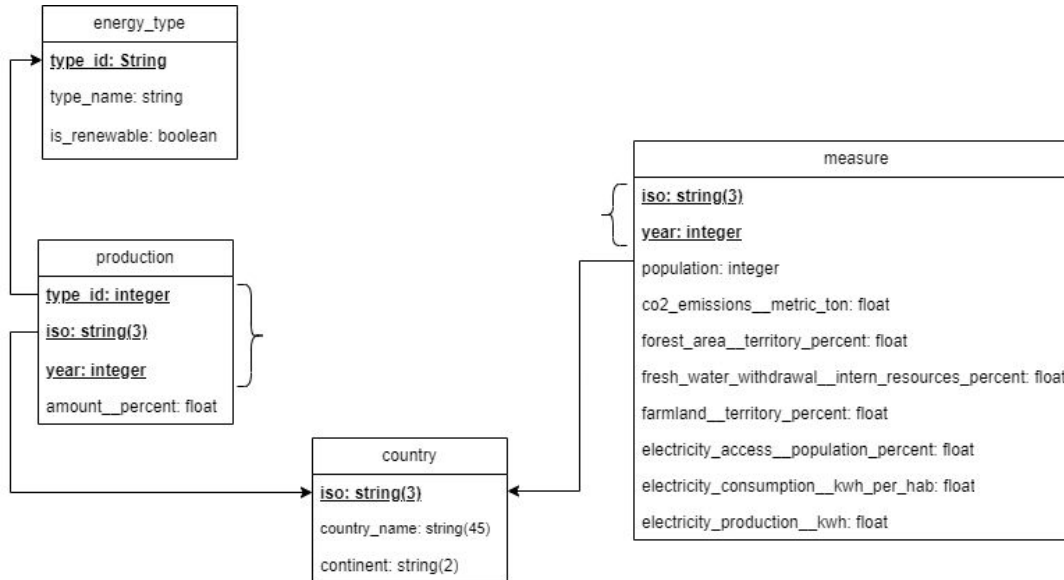 energy_type
type_id: String
type_name: string
is_renewable: boolean
production
type_id: integer
iso: string(3)
year: integer
amount__percent: float
country
iso: string(3)
country_name: string(45)
continent: string(2)
measure
iso: string(3)
year: integer
population: integer
co2_emissions__metric_ton: float
forest_area__territory_percent: float
fresh_water_withdrawal__intern_resources_percent: float
farmland__territory_percent: float
electricity_access__population_percent: float
electricity_consumption__kwh_per_hab: float
electricity_production__kwh: float